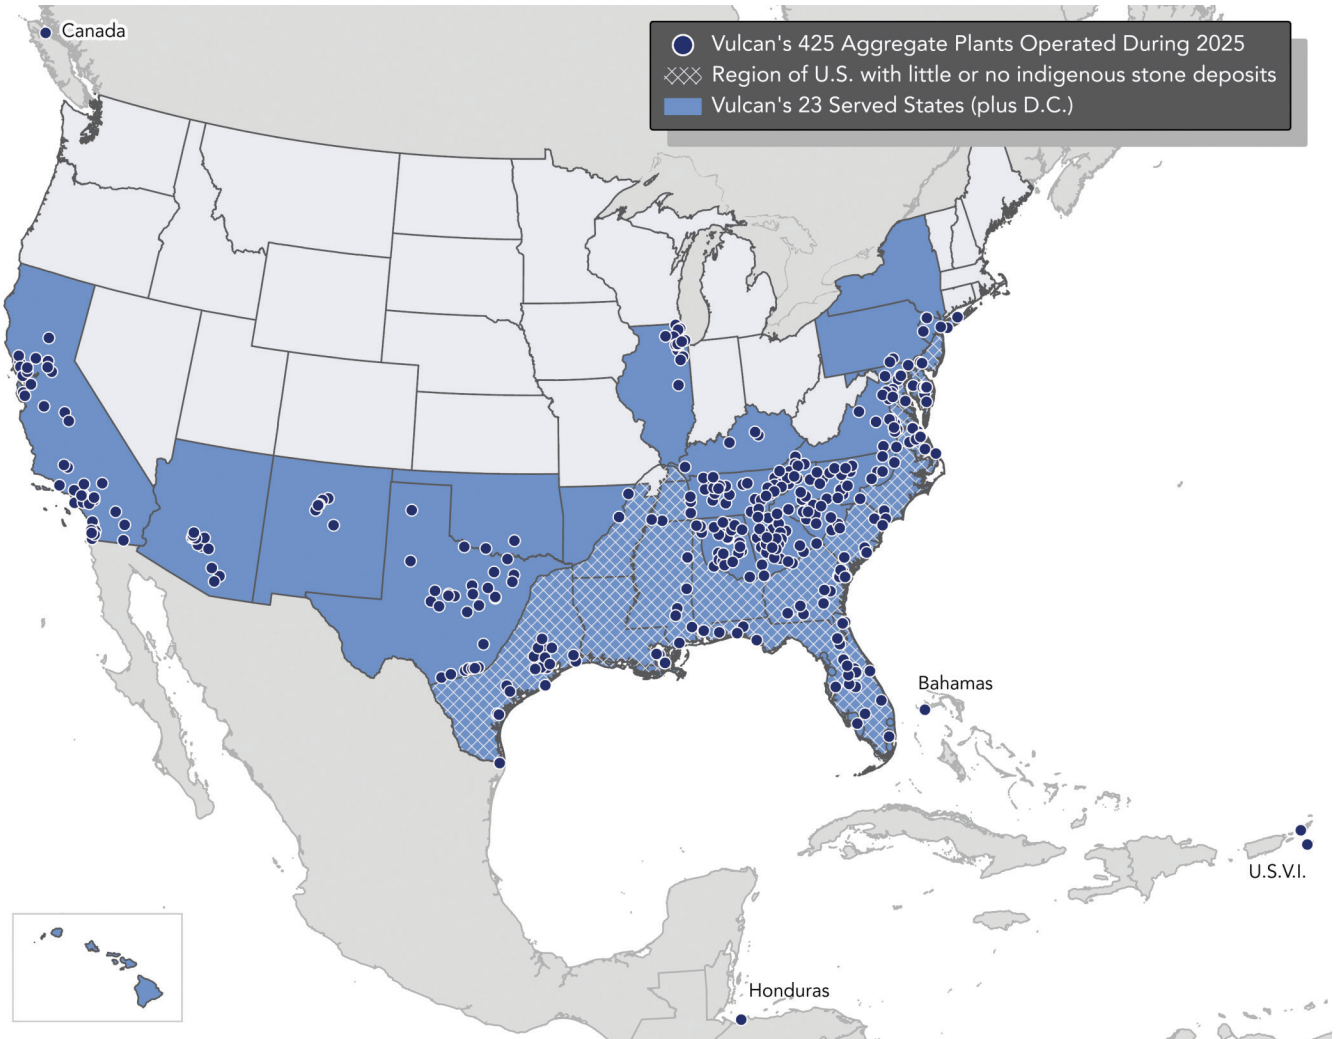 Canada
Vulcan's 425 Aggregate Plants Operated During 2025
Region of U.S. with little or no indigenous stone deposits
Vulcan's 23 Served States (plus D.C.)
Bahamas
U.S.V.I.
Honduras